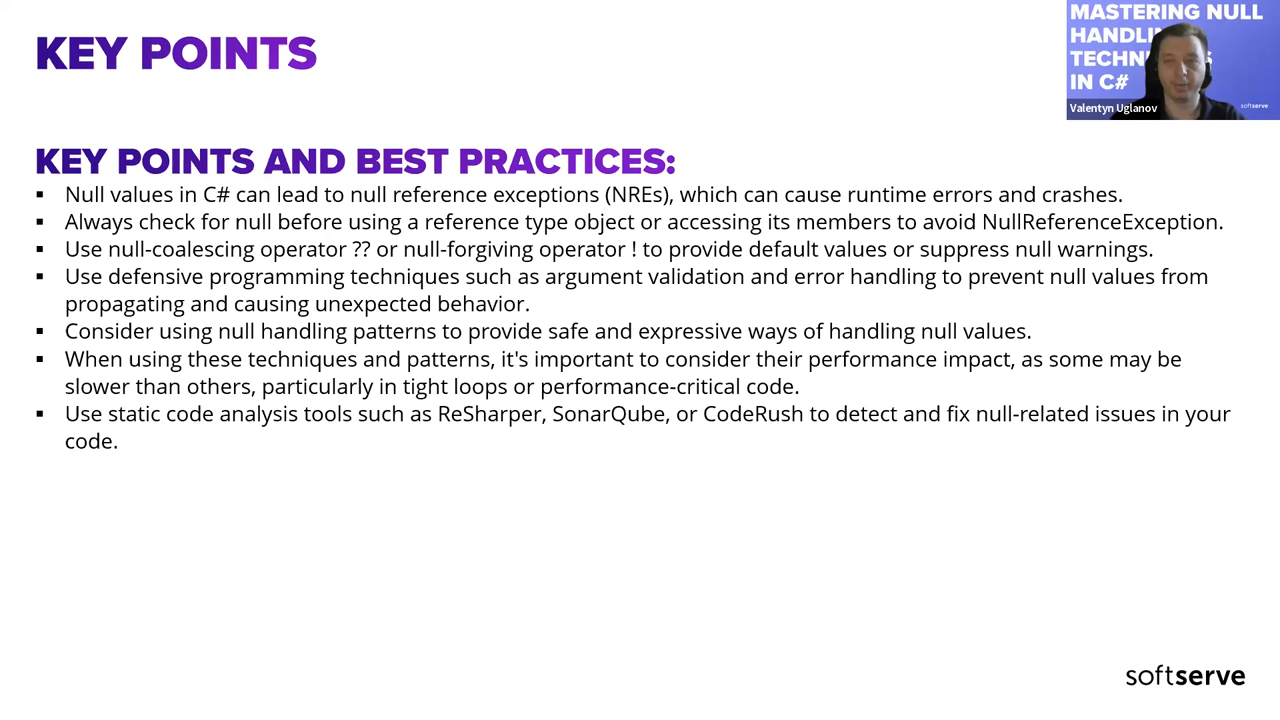 KEY POINTS
MASTERING NULL
HANDLING
TECHN S
IN C#
Valentyn Uglanov
softserve
KEY POINTS AND BEST PRACTICES:
▪ Null values in C# can lead to null reference exceptions (NREs), which can cause runtime errors and crashes.
▪ Always check for null before using a reference type object or accessing its members to avoid NullReferenceException.
▪ Use null-coalescing operator ?? or null-forgiving operator ! to provide default values or suppress null warnings.
▪ Use defensive programming techniques such as argument validation and error handling to prevent null values from
propagating and causing unexpected behavior.
▪ Consider using null handling patterns to provide safe and expressive ways of handling null values.
▪ When using these techniques and patterns, it's important to consider their performance impact, as some may be
slower than others, particularly in tight loops or performance-critical code.
▪ Use static code analysis tools such as ReSharper, SonarQube, or CodeRush to detect and fix null-related issues in your
code.
softserve